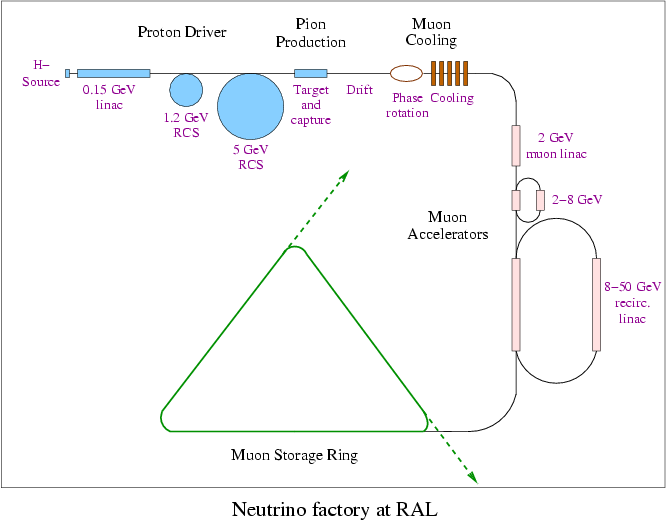 Proton Driver
Pion
Production
Muon
Cooling
H–
Source
0.15 GeV
linac
1.2 GeV
RCS
5 GeV
RCS
Target
and
capture
Drift
Phase
rotation
Cooling
2 GeV
muon linac
2–8 GeV
Muon
Accelerators
8–50 GeV
recirc.
linac
Muon Storage Ring
Neutrino factory at RAL